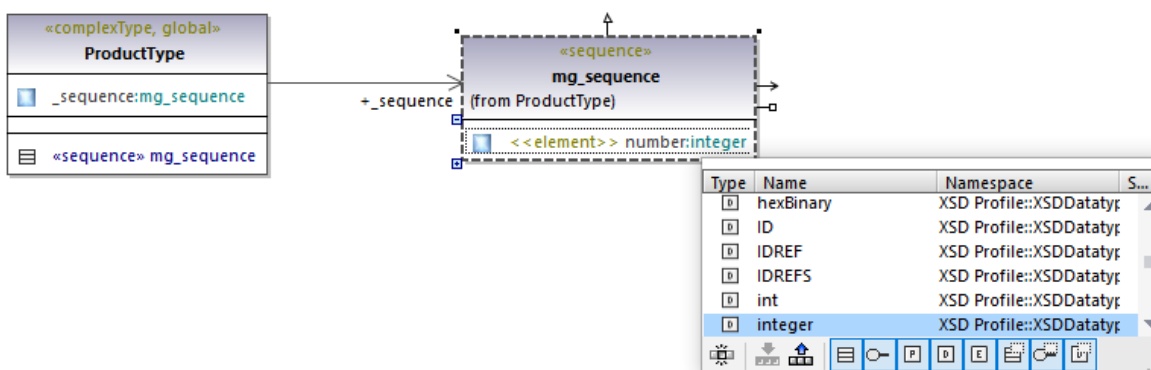 «complexType, global»
ProductType
_sequence:mg_sequence
«sequence» mg_sequence
+_sequence
«sequence»
mg_sequence
(from ProductType)
<<element>> number:integer
Type Name Namespace S...
hexBinary XSD Profile::XSDDatatyp
ID XSD Profile::XSDDatatyp
IDREF XSD Profile::XSDDatatyp
IDREFS XSD Profile::XSDDatatyp
int XSD Profile::XSDDatatyp
integer XSD Profile::XSDDatatyp